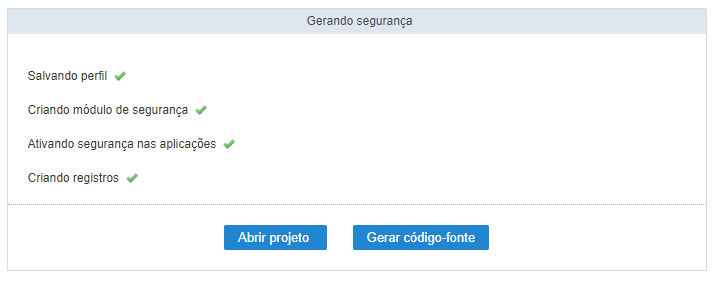 Gerando segurança
Salvando perfil
Criando módulo de segurança
Ativando segurança nas aplicações
Criando registros
Abrir projeto
Gerar código-fonte